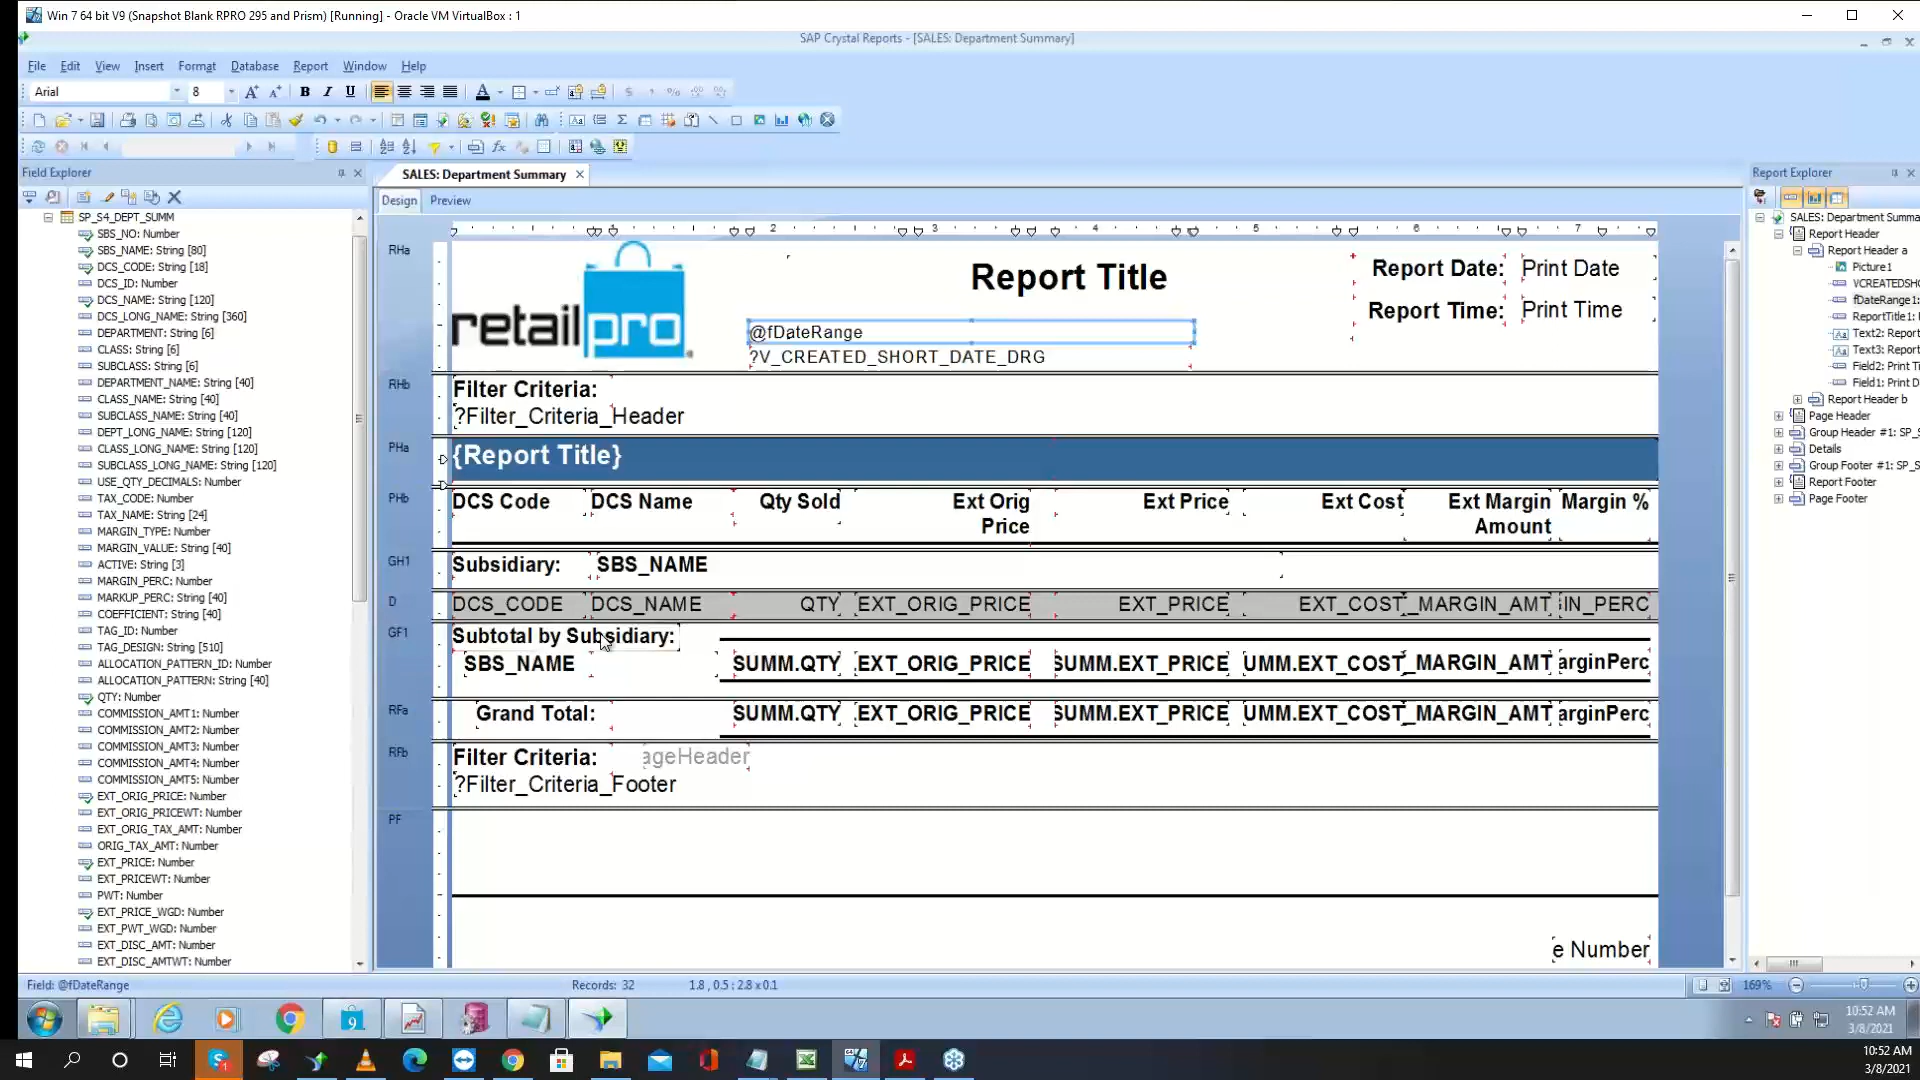 Win 7 64 bit V9 (Snapshot Blank RPRO 295 and Prism) [Running] - Oracle VM VirtualBox : 1
SAP Crystal Reports - [SALES: Department Summary]
File Edit View Insert Format Database Report Window Help
Arial 8
Field Explorer
SP_S4_DEPT_SUMM
SBS_NO: Number
SBS_NAME: String [80]
DCS_CODE: String [18]
DCS_ID: Number
DCS_NAME: String [120]
DCS_LONG_NAME: String [360]
DEPARTMENT: String [6]
CLASS: String [6]
SUBCLASS: String [6]
DEPARTMENT_NAME: String [40]
CLASS_NAME: String [40]
SUBCLASS_NAME: String [40]
DEPT_LONG_NAME: String [120]
CLASS_LONG_NAME: String [120]
SUBCLASS_LONG_NAME: String [120]
USE_QTY_DECIMALS: Number
TAX_CODE: Number
TAX_NAME: String [24]
MARGIN_TYPE: Number
MARGIN_VALUE: String [40]
ACTIVE: String [3]
MARGIN_PERC: Number
MARKUP_PERC: String [40]
COEFFICIENT: String [40]
TAG_ID: Number
TAG_DESIGN: String [510]
ALLOCATION_PATTERN_ID: Number
ALLOCATION_PATTERN: String [40]
QTY: Number
COMMISSION_AMT1: Number
COMMISSION_AMT2: Number
COMMISSION_AMT3: Number
COMMISSION_AMT4: Number
COMMISSION_AMT5: Number
EXT_ORIG_PRICE: Number
EXT_ORIG_PRICEWT: Number
EXT_ORIG_TAX_AMT: Number
ORIG_TAX_AMT: Number
EXT_PRICE: Number
EXT_PRICEWT: Number
PWT: Number
EXT_PRICE_WGD: Number
EXT_PWT_WGD: Number
EXT_DISC_AMT: Number
EXT_DISC_AMTWT: Number
SALES: Department Summary
Design Preview
2 3 4 5 6 7
RHa
retailpro
Report Title
Report Date: Print Date
Report Time: Print Time
@fDateRange
?V_CREATED_SHORT_DATE_DRG
RHb
Filter Criteria:
?Filter_Criteria_Header
PHa
{Report Title}
PHb
DCS Code DCS Name Qty Sold Ext Orig Price Ext Price Ext Cost Ext Margin Amount Margin %
GH1
Subsidiary: SBS_NAME
D
DCS_CODE DCS_NAME QTY EXT_ORIG_PRICE EXT_PRICE EXT_COST _MARGIN_AMT IN_PERC
GF1
Subtotal by Subsidiary:
SBS_NAME SUMM.QTY EXT_ORIG_PRICE SUMM.EXT_PRICE UMM.EXT_COST _MARGIN_AMT arginPerc
RFa
Grand Total: SUMM.QTY EXT_ORIG_PRICE SUMM.EXT_PRICE UMM.EXT_COST _MARGIN_AMT arginPerc
RFb
Filter Criteria: ageHeader
?Filter_Criteria_Footer
PF
e Number
Report Explorer
SALES: Department Summa
Report Header
Report Header a
Picture1
VCREATEDSHO
fDateRange1:
ReportTitle1:
Text2: Report
Text3: Report
Field2: Print Ti
Field1: Print D
Report Header b
Page Header
Group Header #1: SP_S
Details
Group Footer #1: SP_S
Report Footer
Page Footer
Field: @fDateRange
Records: 32
1.8 , 0.5 : 2.8 x 0.1
169%
10:52 AM
3/8/2021
10:52 AM
3/8/2021